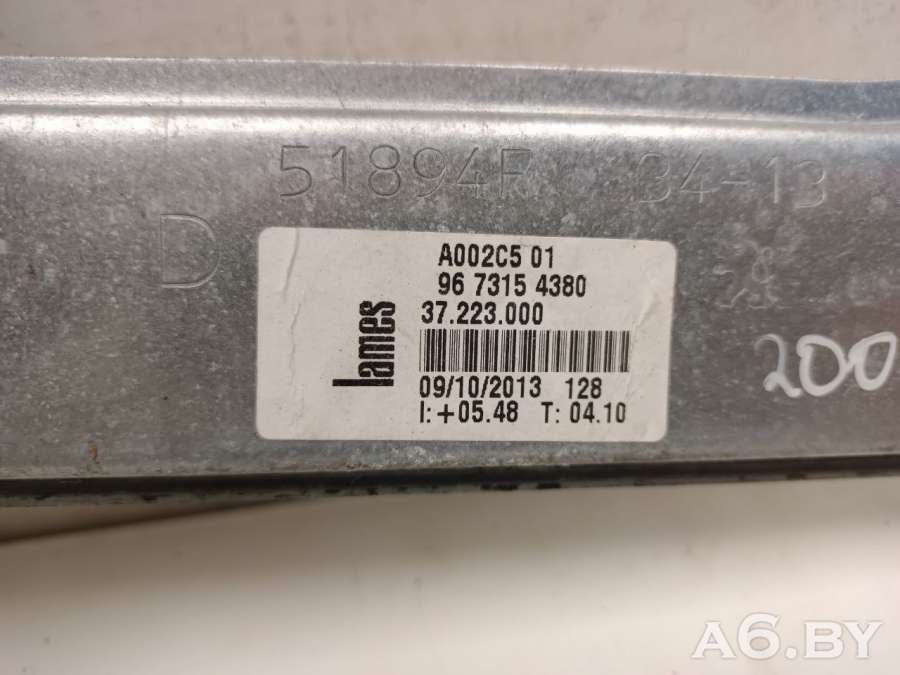 51894F 34-13
D
A002C5 01
96 7315 4380
37.223.000
lames
09/10/2013 128
I:+05.48 T: 04.10
200
A6.BY